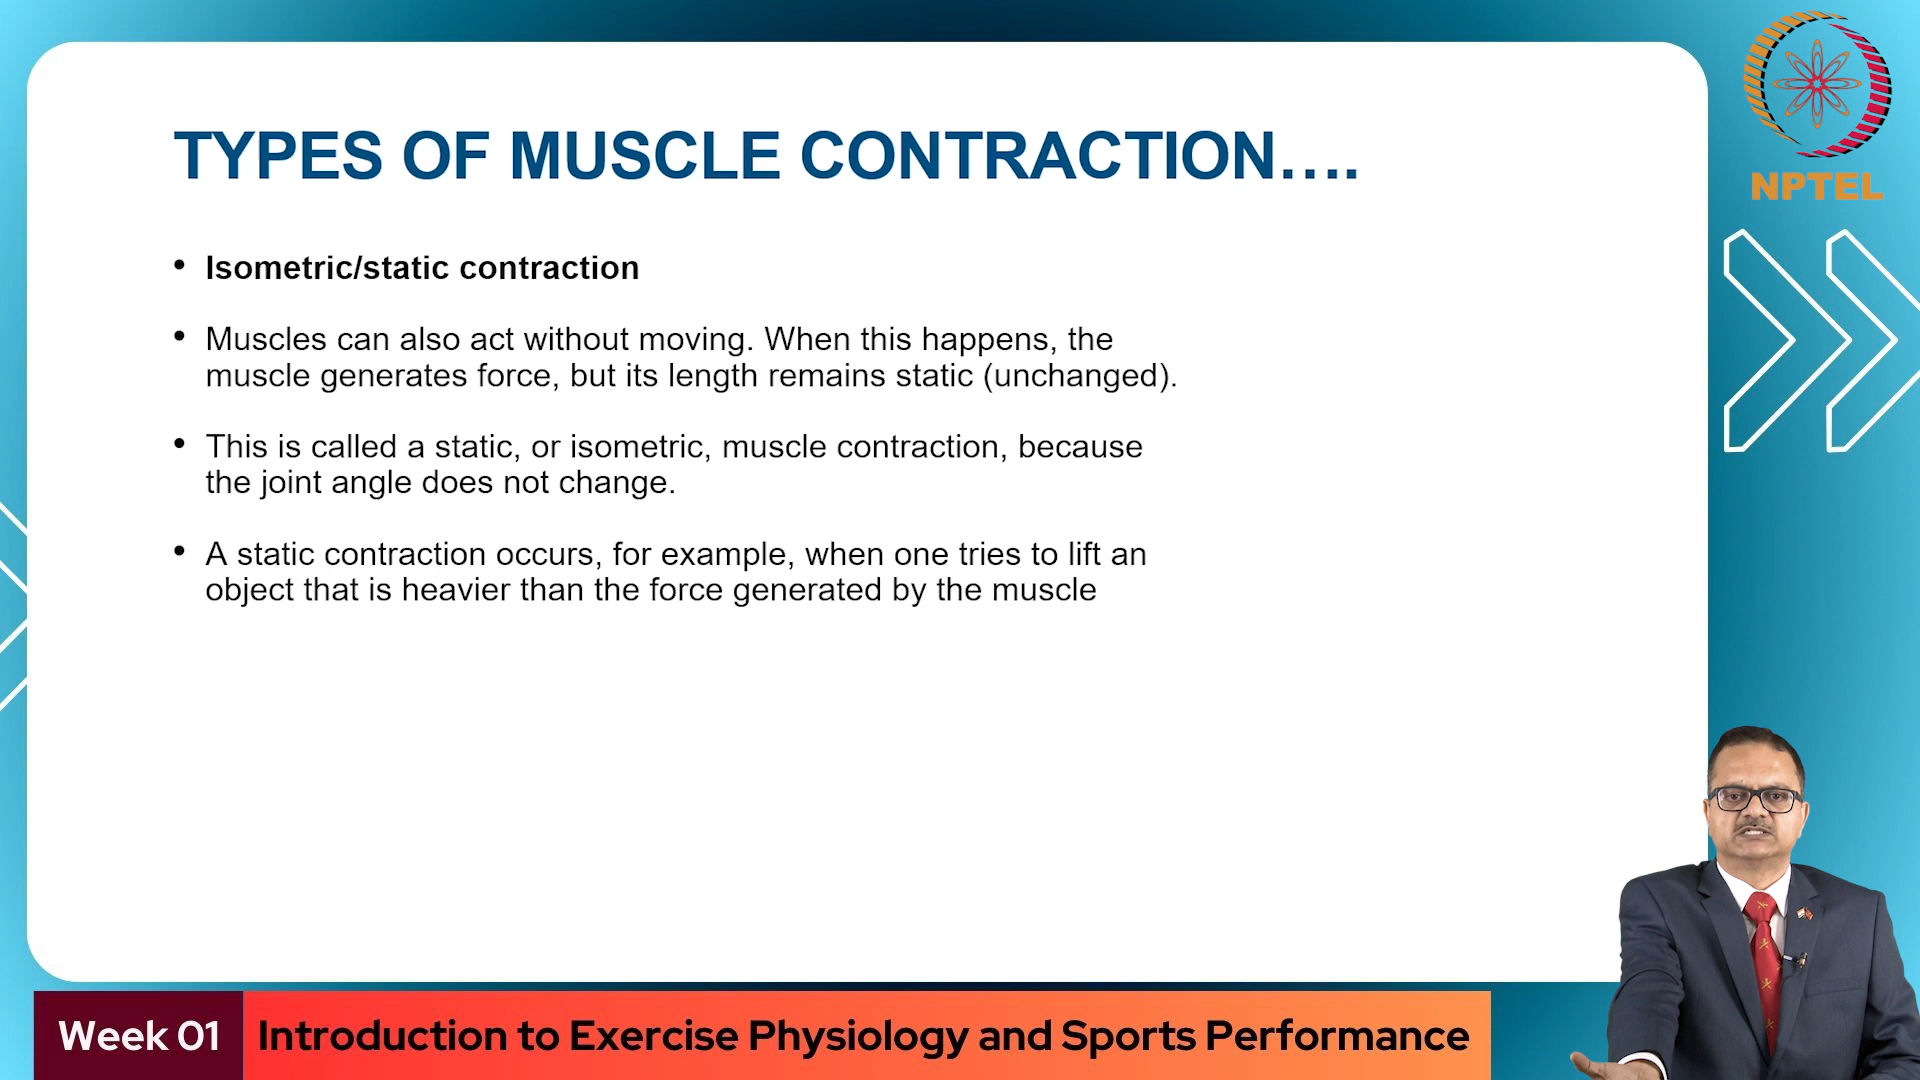 TYPES OF MUSCLE CONTRACTION....
• Isometric/static contraction
• Muscles can also act without moving. When this happens, the
muscle generates force, but its length remains static (unchanged).
• This is called a static, or isometric, muscle contraction, because
the joint angle does not change.
• A static contraction occurs, for example, when one tries to lift an
object that is heavier than the force generated by the muscle
NPTEL
Week 01 Introduction to Exercise Physiology and Sports Performance